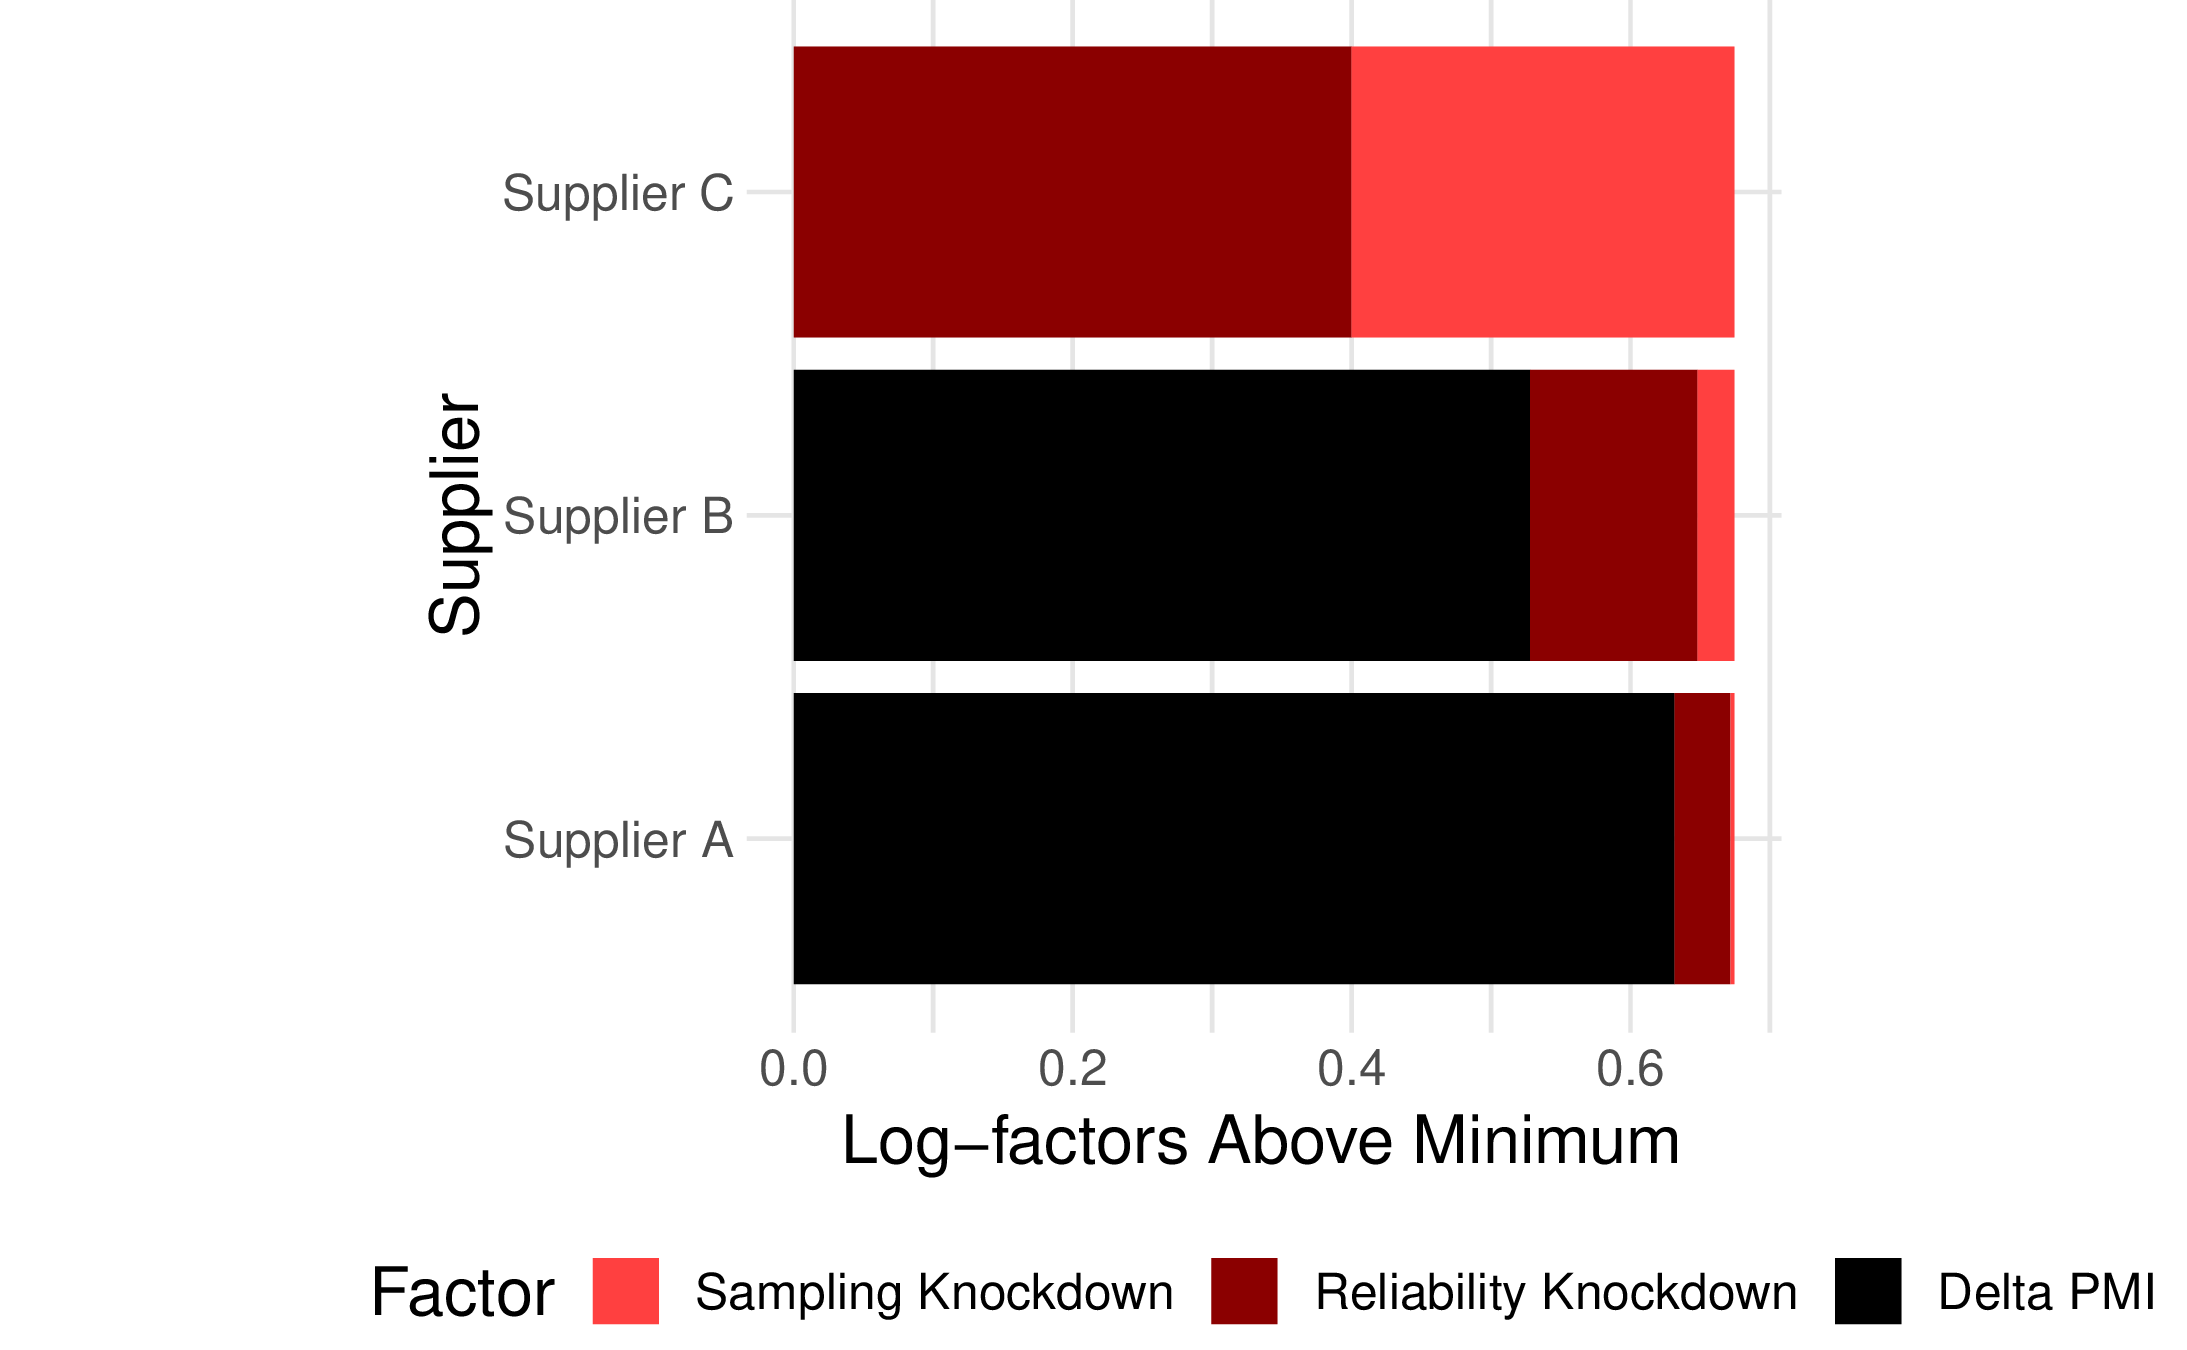 Supplier C
Supplier B
Supplier A
Supplier
0.0 0.2 0.4 0.6
Log−factors Above Minimum
Factor Sampling Knockdown Reliability Knockdown Delta PMI